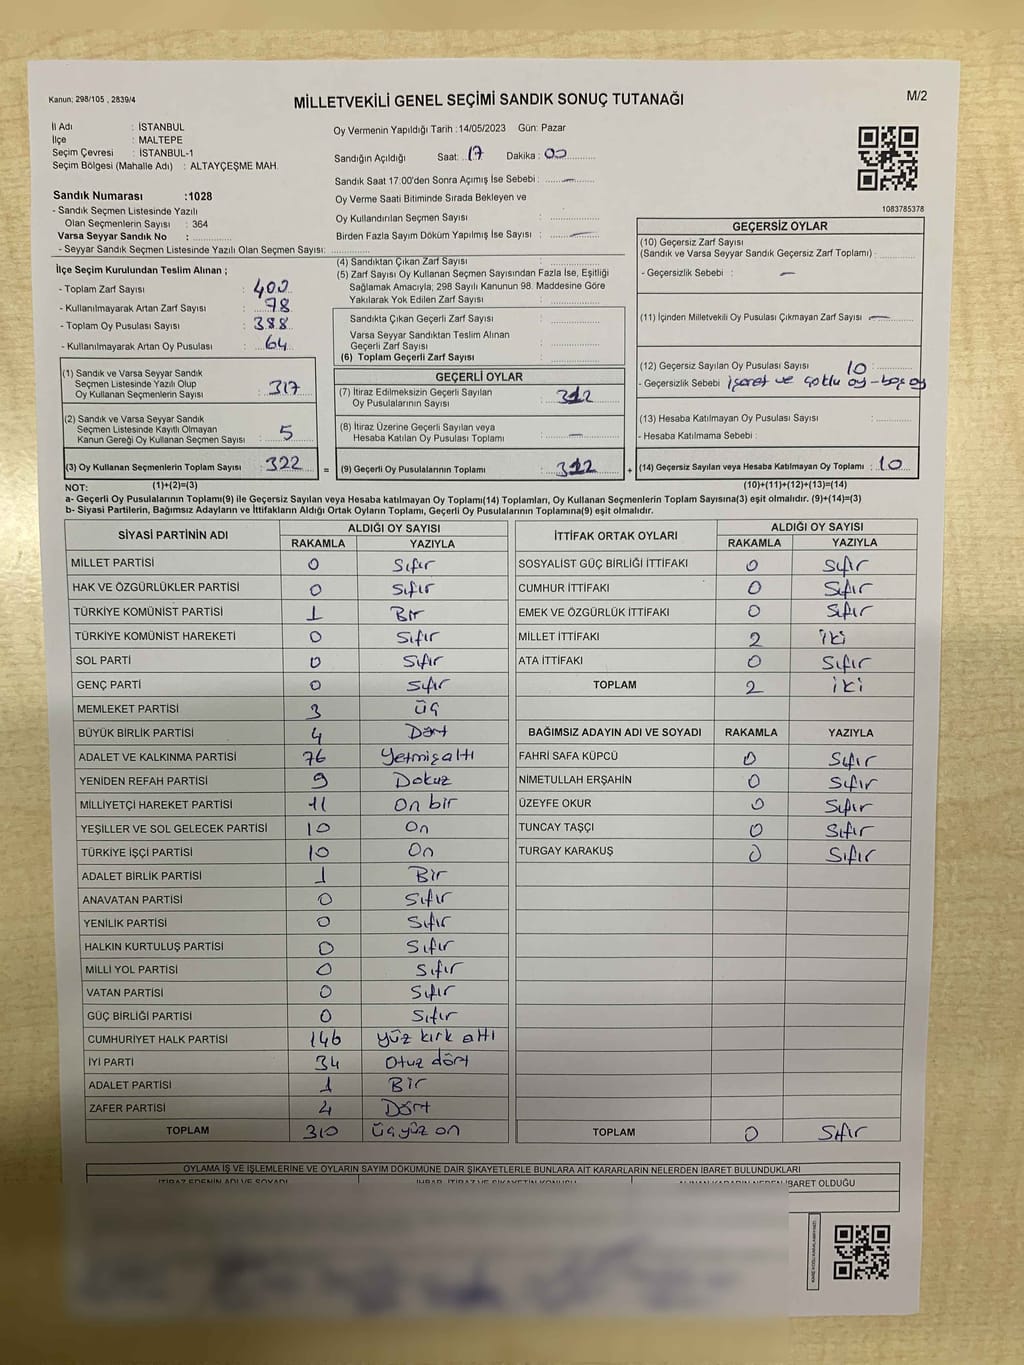 Kanun: 298/105 , 2839/4
MİLLETVEKİLİ GENEL SEÇİMİ SANDIK SONUÇ TUTANAĞI
M/2
İl Adı : İSTANBUL
İlçe : MALTEPE
Seçim Çevresi : İSTANBUL-1
Seçim Bölgesi (Mahalle Adı) : ALTAYÇEŞME MAH.
Sandık Numarası :1028
- Sandık Seçmen Listesinde Yazılı
Olan Seçmenlerin Sayısı : 364
Varsa Seyyar Sandık No :
- Seyyar Sandık Seçmen Listesinde Yazılı Olan Seçmen Sayısı:
Oy Vermenin Yapıldığı Tarih :14/05/2023 Gün: Pazar
Sandığın Açıldığı Saat: 17 Dakika : 00
Sandık Saat 17.00'den Sonra Açımış İse Sebebi : —
Oy Verme Saati Bitiminde Sırada Bekleyen ve
Oy Kullandırılan Seçmen Sayısı :
Birden Fazla Sayım Döküm Yapılmış İse Sayısı : —
1083785378
İlçe Seçim Kurulundan Teslim Alınan ;
- Toplam Zarf Sayısı : 400
- Kullanılmayarak Artan Zarf Sayısı : 78
- Toplam Oy Pusulası Sayısı : 388
- Kullanılmayarak Artan Oy Pusulası : 64
(1) Sandık ve Varsa Seyyar Sandık
Seçmen Listesinde Yazılı Olup
Oy Kullanan Seçmenlerin Sayısı : 317
(2) Sandık ve Varsa Seyyar Sandık
Seçmen Listesinde Kayıtlı Olmayan
Kanun Gereği Oy Kullanan Seçmen Sayısı : 5
(3) Oy Kullanan Seçmenlerin Toplam Sayısı : 322
(4) Sandıktan Çıkan Zarf Sayısı :
(5) Zarf Sayısı Oy Kullanan Seçmen Sayısından Fazla İse, Eşitliği
Sağlamak Amacıyla; 298 Sayılı Kanunun 98. Maddesine Göre
Yakılarak Yok Edilen Zarf Sayısı :
Sandıkta Çıkan Geçerli Zarf Sayısı :
Varsa Seyyar Sandıktan Teslim Alınan
Geçerli Zarf Sayısı :
(6) Toplam Geçerli Zarf Sayısı :
GEÇERLİ OYLAR
(7) İtiraz Edilmeksizin Geçerli Sayılan
Oy Pusulalarının Sayısı : 312
(8) İtiraz Üzerine Geçerli Sayılan veya
Hesaba Katılan Oy Pusulası Toplamı : —
= (9) Geçerli Oy Pusulalarının Toplamı : 312
GEÇERSİZ OYLAR
(10) Geçersiz Zarf Sayısı
(Sandık ve Varsa Seyyar Sandık Geçersiz Zarf Toplamı) :
- Geçersizlik Sebebi : —
(11) İçinden Milletvekili Oy Pusulası Çıkmayan Zarf Sayısı —
(12) Geçersiz Sayılan Oy Pusulası Sayısı : 10
- Geçersizlik Sebebi işaret ve çoklu oy - boş oy
(13) Hesaba Katılmayan Oy Pusulası Sayısı :
- Hesaba Katılmama Sebebi :
+ (14) Geçersiz Sayılan veya Hesaba Katılmayan Oy Toplamı : 10
NOT: (1)+(2)=(3) (10)+(11)+(12)+(13)=(14)
a- Geçerli Oy Pusulalarının Toplamı(9) ile Geçersiz Sayılan veya Hesaba katılmayan Oy Toplamı(14) Toplamları, Oy Kullanan Seçmenlerin Toplam Sayısına(3) eşit olmalıdır. (9)+(14)=(3)
b- Siyasi Partilerin, Bağımsız Adayların ve İttifakların Aldığı Ortak Oyların Toplamı, Geçerli Oy Pusulalarının Toplamına(9) eşit olmalıdır.
SİYASİ PARTİNİN ADI ALDIĞI OY SAYISI
RAKAMLA YAZIYLA
MİLLET PARTİSİ 0 Sıfır
HAK VE ÖZGÜRLÜKLER PARTİSİ 0 Sıfır
TÜRKİYE KOMÜNİST PARTİSİ 1 Bir
TÜRKİYE KOMÜNİST HAREKETİ 0 Sıfır
SOL PARTİ 0 Sıfır
GENÇ PARTİ 0 Sıfır
MEMLEKET PARTİSİ 3 üç
BÜYÜK BİRLİK PARTİSİ 4 Dört
ADALET VE KALKINMA PARTİSİ 76 Yetmişaltı
YENİDEN REFAH PARTİSİ 9 Dokuz
MİLLİYETÇİ HAREKET PARTİSİ 11 On bir
YEŞİLLER VE SOL GELECEK PARTİSİ 10 On
TÜRKİYE İŞÇİ PARTİSİ 10 On
ADALET BİRLİK PARTİSİ 1 Bir
ANAVATAN PARTİSİ 0 Sıfır
YENİLİK PARTİSİ 0 Sıfır
HALKIN KURTULUŞ PARTİSİ 0 Sıfır
MİLLİ YOL PARTİSİ 0 Sıfır
VATAN PARTİSİ 0 Sıfır
GÜÇ BİRLİĞİ PARTİSİ 0 Sıfır
CUMHURİYET HALK PARTİSİ 146 yüz kırk altı
İYİ PARTİ 34 Otuz dört
ADALET PARTİSİ 1 Bir
ZAFER PARTİSİ 4 Dört
TOPLAM 310 üçyüz on
İTTİFAK ORTAK OYLARI ALDIĞI OY SAYISI
RAKAMLA YAZIYLA
SOSYALİST GÜÇ BİRLİĞİ İTTİFAKI 0 Sıfır
CUMHUR İTTİFAKI 0 Sıfır
EMEK VE ÖZGÜRLÜK İTTİFAKI 0 Sıfır
MİLLET İTTİFAKI 2 iki
ATA İTTİFAKI 0 Sıfır
TOPLAM 2 iki
BAĞIMSIZ ADAYIN ADI VE SOYADI RAKAMLA YAZIYLA
FAHRİ SAFA KÜPCÜ 0 Sıfır
NİMETULLAH ERŞAHİN 0 Sıfır
ÜZEYFE OKUR 0 Sıfır
TUNCAY TAŞÇI 0 Sıfır
TURGAY KARAKUŞ 0 Sıfır
TOPLAM 0 Sıfır
OYLAMA İŞ VE İŞLEMLERİNE VE OYLARIN SAYIM DÖKÜMÜNE DAİR ŞİKAYETLERLE BUNLARA AİT KARARLARIN NELERDEN İBARET BULUNDUKLARI
İTİRAZ EDENİN ADI VE SOYADI İHBAR, İTİRAZ VE ŞİKAYETİN KONUSU ALINAN KARARIN NEDEN İBARET OLDUĞU